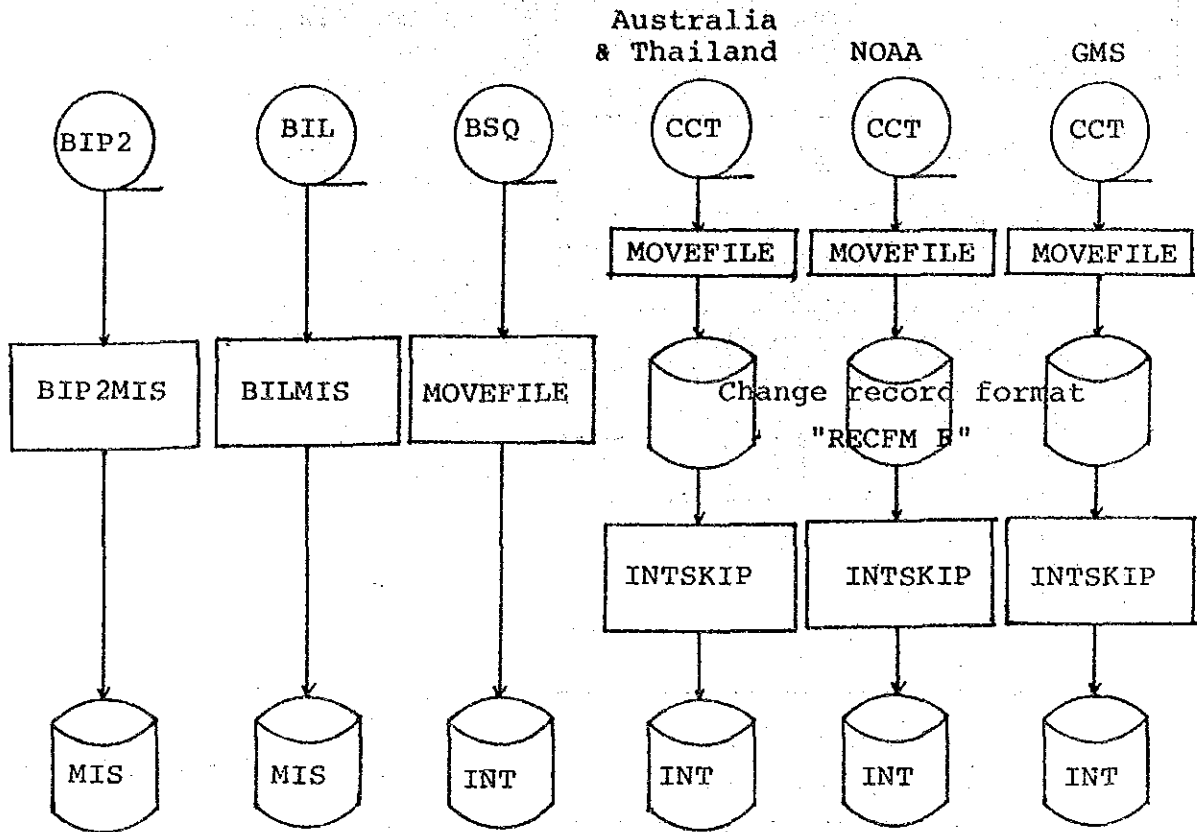 Australia
& Thailand NOAA GMS
BIP2 BIL BSQ CCT CCT CCT
MOVEFILE MOVEFILE MOVEFILE
BIP2MIS BILMIS MOVEFILE
Change record format
"RECFM
INTSKIP INTSKIP INTSKIP
MIS MIS INT INT INT INT